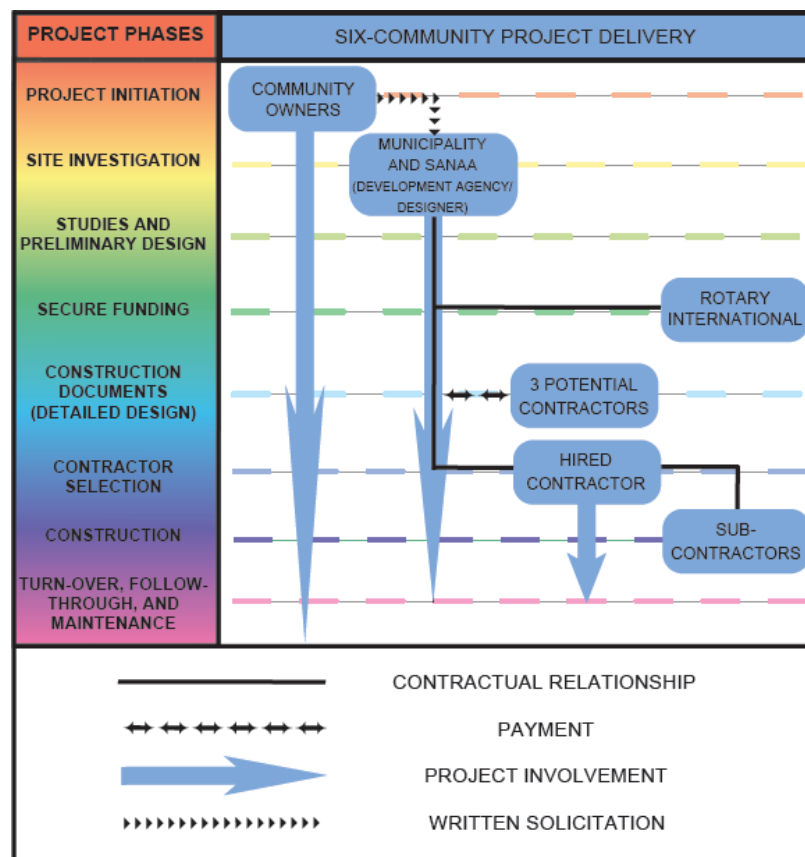 PROJECT PHASES
SIX-COMMUNITY PROJECT DELIVERY
PROJECT INITIATION
COMMUNITY
OWNERS
SITE INVESTIGATION
MUNICIPALITY
AND SANAA
(DEVELOPMENT AGENCY/
DESIGNER)
STUDIES AND
PRELIMINARY DESIGN
SECURE FUNDING
ROTARY
INTERNATIONAL
CONSTRUCTION
DOCUMENTS
(DETAILED DESIGN)
3 POTENTIAL
CONTRACTORS
CONTRACTOR
SELECTION
HIRED
CONTRACTOR
CONSTRUCTION
SUB-
CONTRACTORS
TURN-OVER, FOLLOW-
THROUGH, AND
MAINTENANCE
CONTRACTUAL RELATIONSHIP
PAYMENT
PROJECT INVOLVEMENT
WRITTEN SOLICITATION